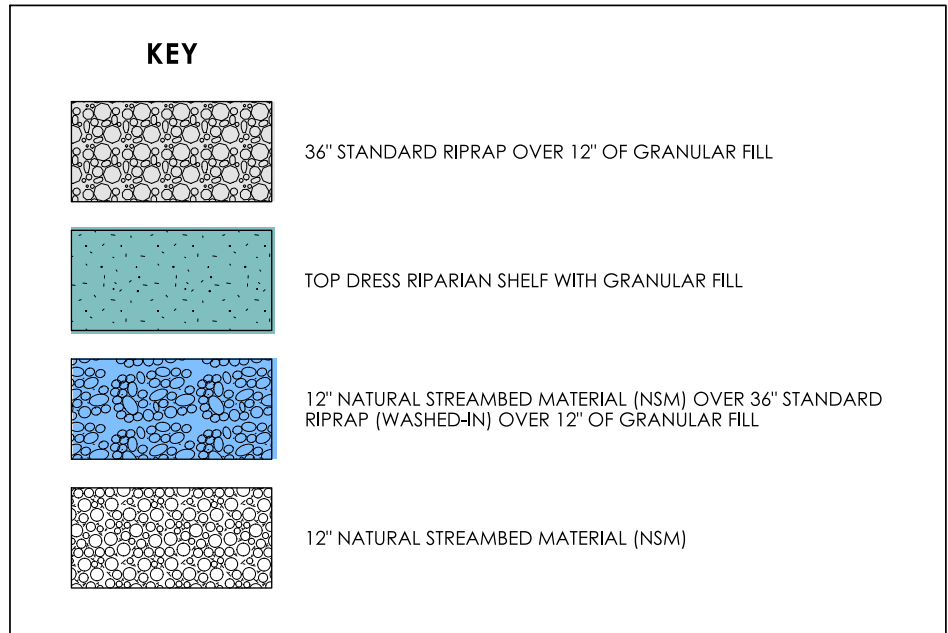 KEY
36" STANDARD RIPRAP OVER 12" OF GRANULAR FILL
TOP DRESS RIPARIAN SHELF WITH GRANULAR FILL
12" NATURAL STREAMBED MATERIAL (NSM) OVER 36" STANDARD
RIPRAP (WASHED-IN) OVER 12" OF GRANULAR FILL
12" NATURAL STREAMBED MATERIAL (NSM)